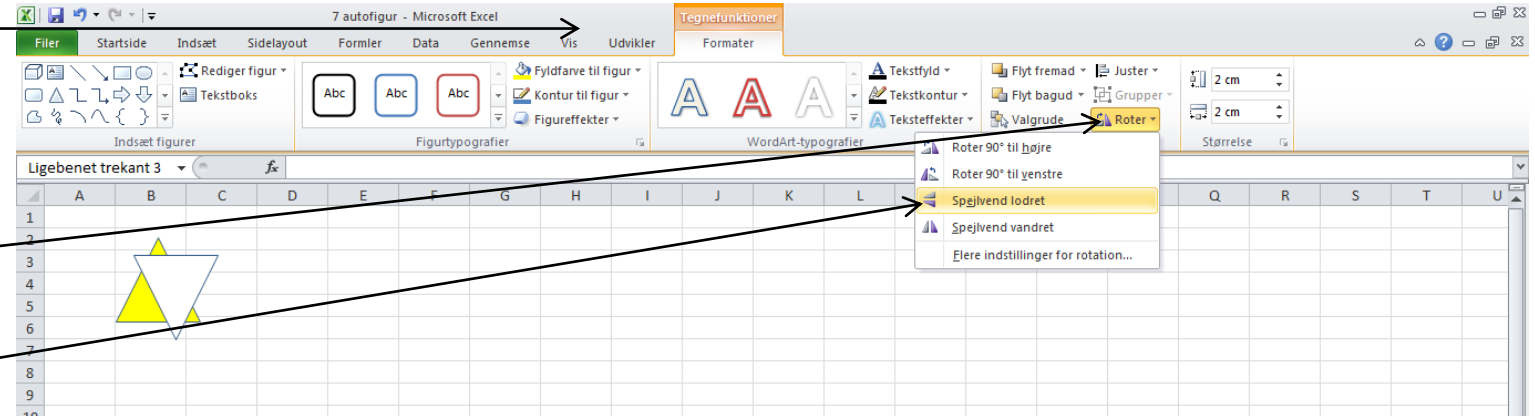 7 autofigur - Microsoft Excel
Tegnefunktioner
Filer Startside Indsæt Sidelayout Formler Data Gennemse Vis Udvikler Formater
Rediger figur
Tekstboks
Indsæt figurer
Abc Abc Abc
Fyldfarve til figur
Kontur til figur
Figureffekter
Figurtypografier
A A A
WordArt-typografier
Tekstfyld
Tekstkontur
Teksteffekter
Flyt fremad
Flyt bagud
Valgrude
Juster
Grupper
Roter
2 cm
2 cm
Størrelse
Roter 90° til højre
Roter 90° til venstre
Spejlvend lodret
Spejlvend vandret
Flere indstillinger for rotation...
Ligebenet trekant 3 fx
A B C D E F G H I J K L Q R S T U
1
2
3
4
5
6
7
8
9
10